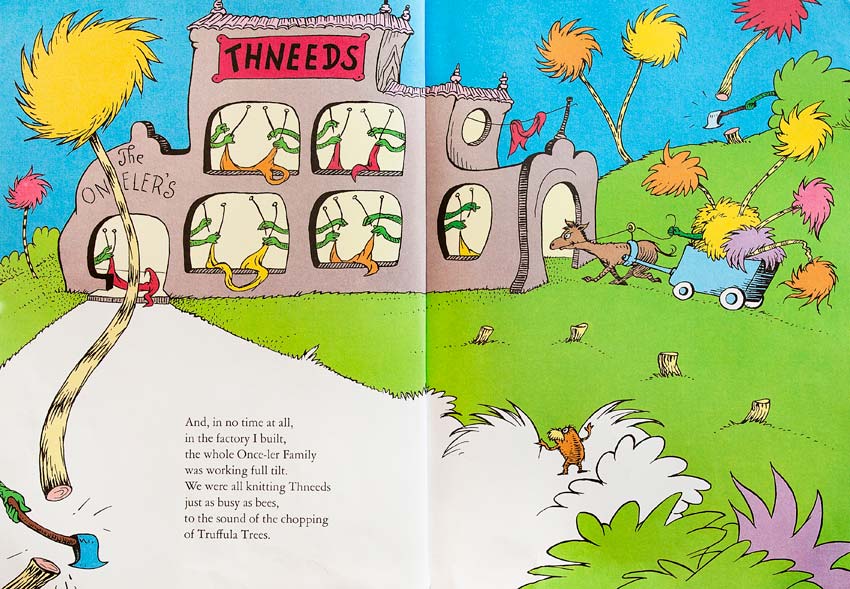 THNEEDS
The
ONCE-LER'S
And, in no time at all,
in the factory I built,
the whole Once-ler Family
was working full tilt.
We were all knitting Thneeds
just as busy as bees,
to the sound of the chopping
of Truffula Trees.